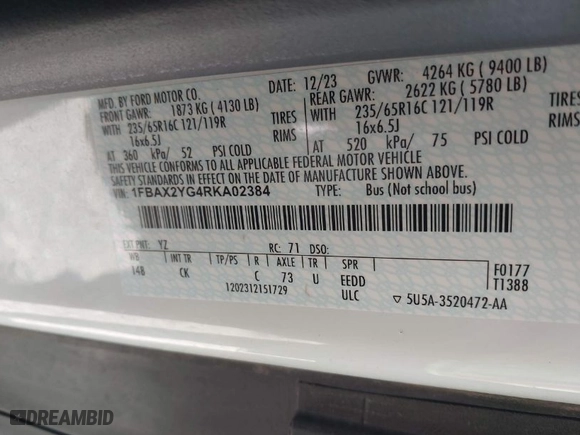 MFD. BY FORD MOTOR CO.
DATE: 12/23 GVWR: 4264 KG ( 9400 LB)
FRONT GAWR: 1873 KG ( 4130 LB) REAR GAWR: 2622 KG ( 5780 LB)
WITH 235/65R16C 121/119R TIRES WITH 235/65R16C 121/119R TIRES
16x6.5J RIMS 16x6.5J RIMS
AT 360 kPa/ 52 PSI COLD AT 520 kPa/ 75 PSI COLD
THIS VEHICLE CONFORMS TO ALL APPLICABLE FEDERAL MOTOR VEHICLE
SAFETY STANDARDS IN EFFECT ON THE DATE OF MANUFACTURE SHOWN ABOVE.
VIN: 1FBAX2YG4RKA02384 TYPE: Bus (Not school bus)
EXT PNT: YZ RC: 71 DSO:
WB INT TR TP/PS R AXLE TR SPR F0177
148 CK C 73 U EEDD T1388
1202312151729 ULC ▽ 5U5A-3520472-AA
DREAMBID